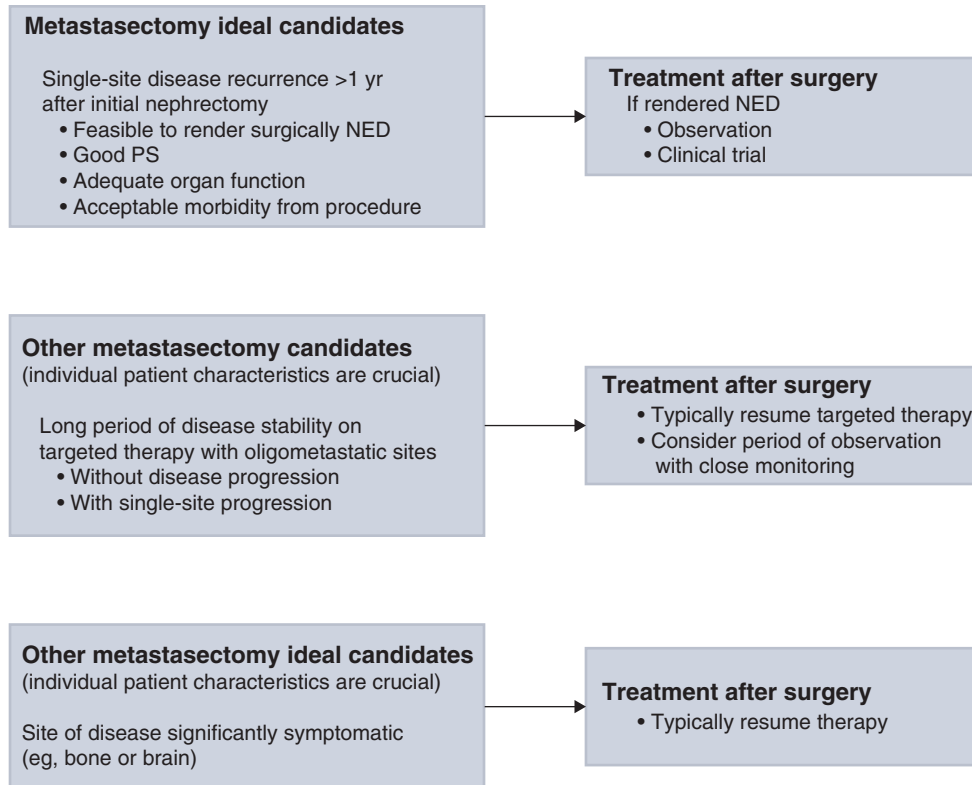 Metastasectomy ideal candidates
Single-site disease recurrence >1 yr
after initial nephrectomy
• Feasible to render surgically NED
• Good PS
• Adequate organ function
• Acceptable morbidity from procedure
Treatment after surgery
If rendered NED
• Observation
• Clinical trial
Other metastasectomy candidates
(individual patient characteristics are crucial)
Long period of disease stability on
targeted therapy with oligometastatic sites
• Without disease progression
• With single-site progression
Treatment after surgery
• Typically resume targeted therapy
• Consider period of observation
with close monitoring
Other metastasectomy ideal candidates
(individual patient characteristics are crucial)
Site of disease significantly symptomatic
(eg, bone or brain)
Treatment after surgery
• Typically resume therapy